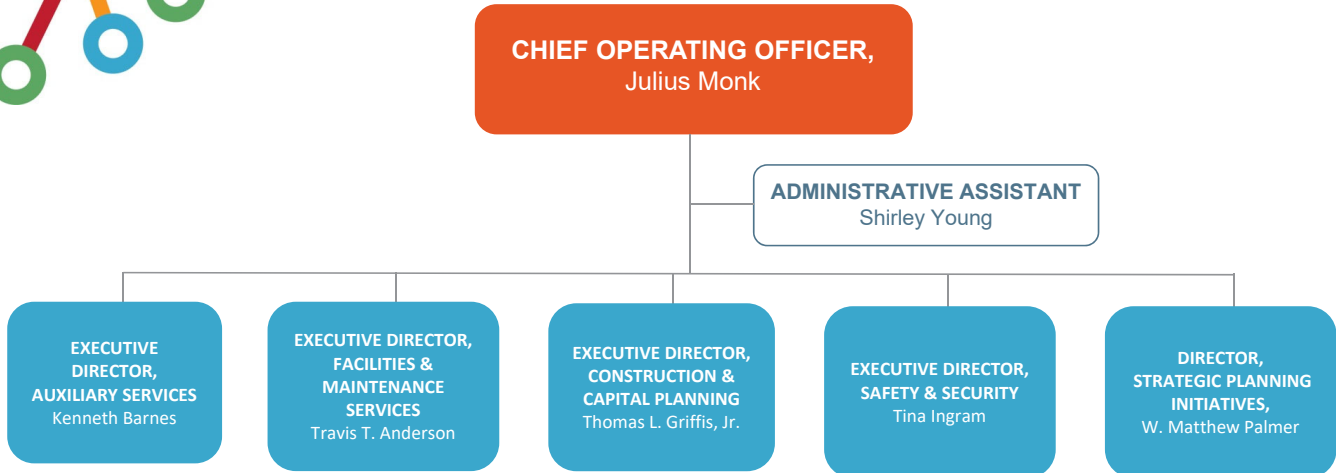 CHIEF OPERATING OFFICER,
Julius Monk
ADMINISTRATIVE ASSISTANT
Shirley Young
EXECUTIVE
DIRECTOR,
AUXILIARY SERVICES
Kenneth Barnes
EXECUTIVE DIRECTOR,
FACILITIES &
MAINTENANCE
SERVICES
Travis T. Anderson
EXECUTIVE DIRECTOR,
CONSTRUCTION &
CAPITAL PLANNING
Thomas L. Griffis, Jr.
EXECUTIVE DIRECTOR,
SAFETY & SECURITY
Tina Ingram
DIRECTOR,
STRATEGIC PLANNING
INITIATIVES,
W. Matthew Palmer